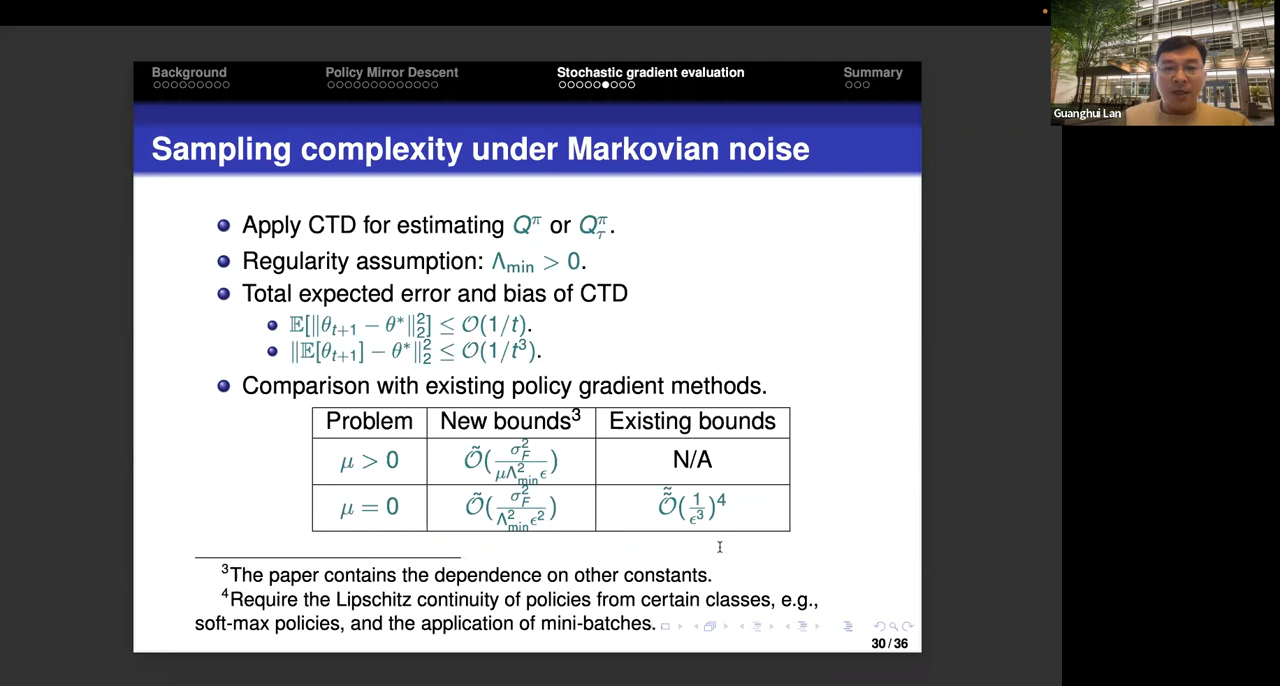 Background Policy Mirror Descent Stochastic gradient evaluation Summary
Sampling complexity under Markovian noise
Apply CTD for estimating Q^π or Q^π_τ.
Regularity assumption: Λ_min > 0.
Total expected error and bias of CTD
𝔼[‖θ_{t+1} − θ*‖²₂] ≤ 𝒪(1/t).
‖𝔼[θ_{t+1}] − θ*‖²₂ ≤ 𝒪(1/t³).
Comparison with existing policy gradient methods.
Problem New bounds³ Existing bounds
μ > 0 Õ(σ²_F / (μΛ²_min ε)) N/A
μ = 0 Õ(σ²_F / (Λ²_min ε²)) Õ̃(1/ε³)⁴
³The paper contains the dependence on other constants.
⁴Require the Lipschitz continuity of policies from certain classes, e.g.,
soft-max policies, and the application of mini-batches.
30 / 36
Guanghui Lan